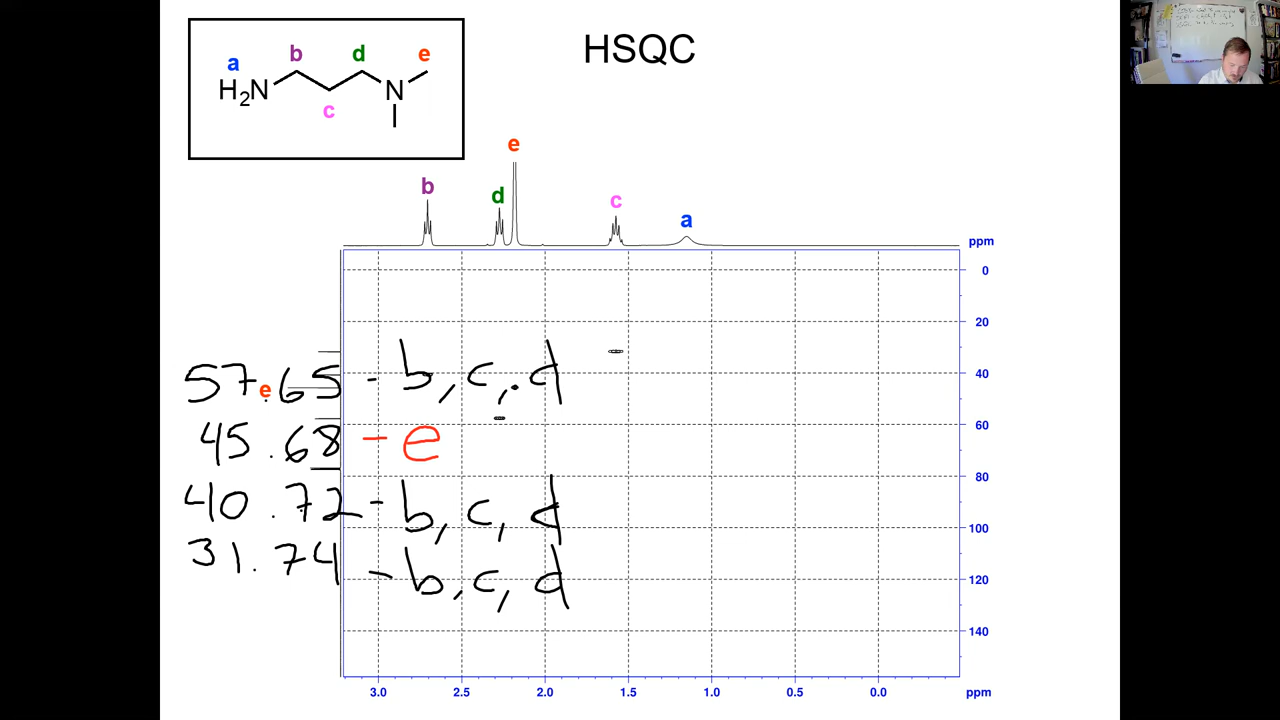 HSQC
a b c d e
H2N N
b d e c a
ppm
0
20
40
60
80
100
120
140
57.65 - b, c, d
e
45.68 - e
40.72 - b, c, d
31.74 - b, c, d
3.0 2.5 2.0 1.5 1.0 0.5 0.0 ppm